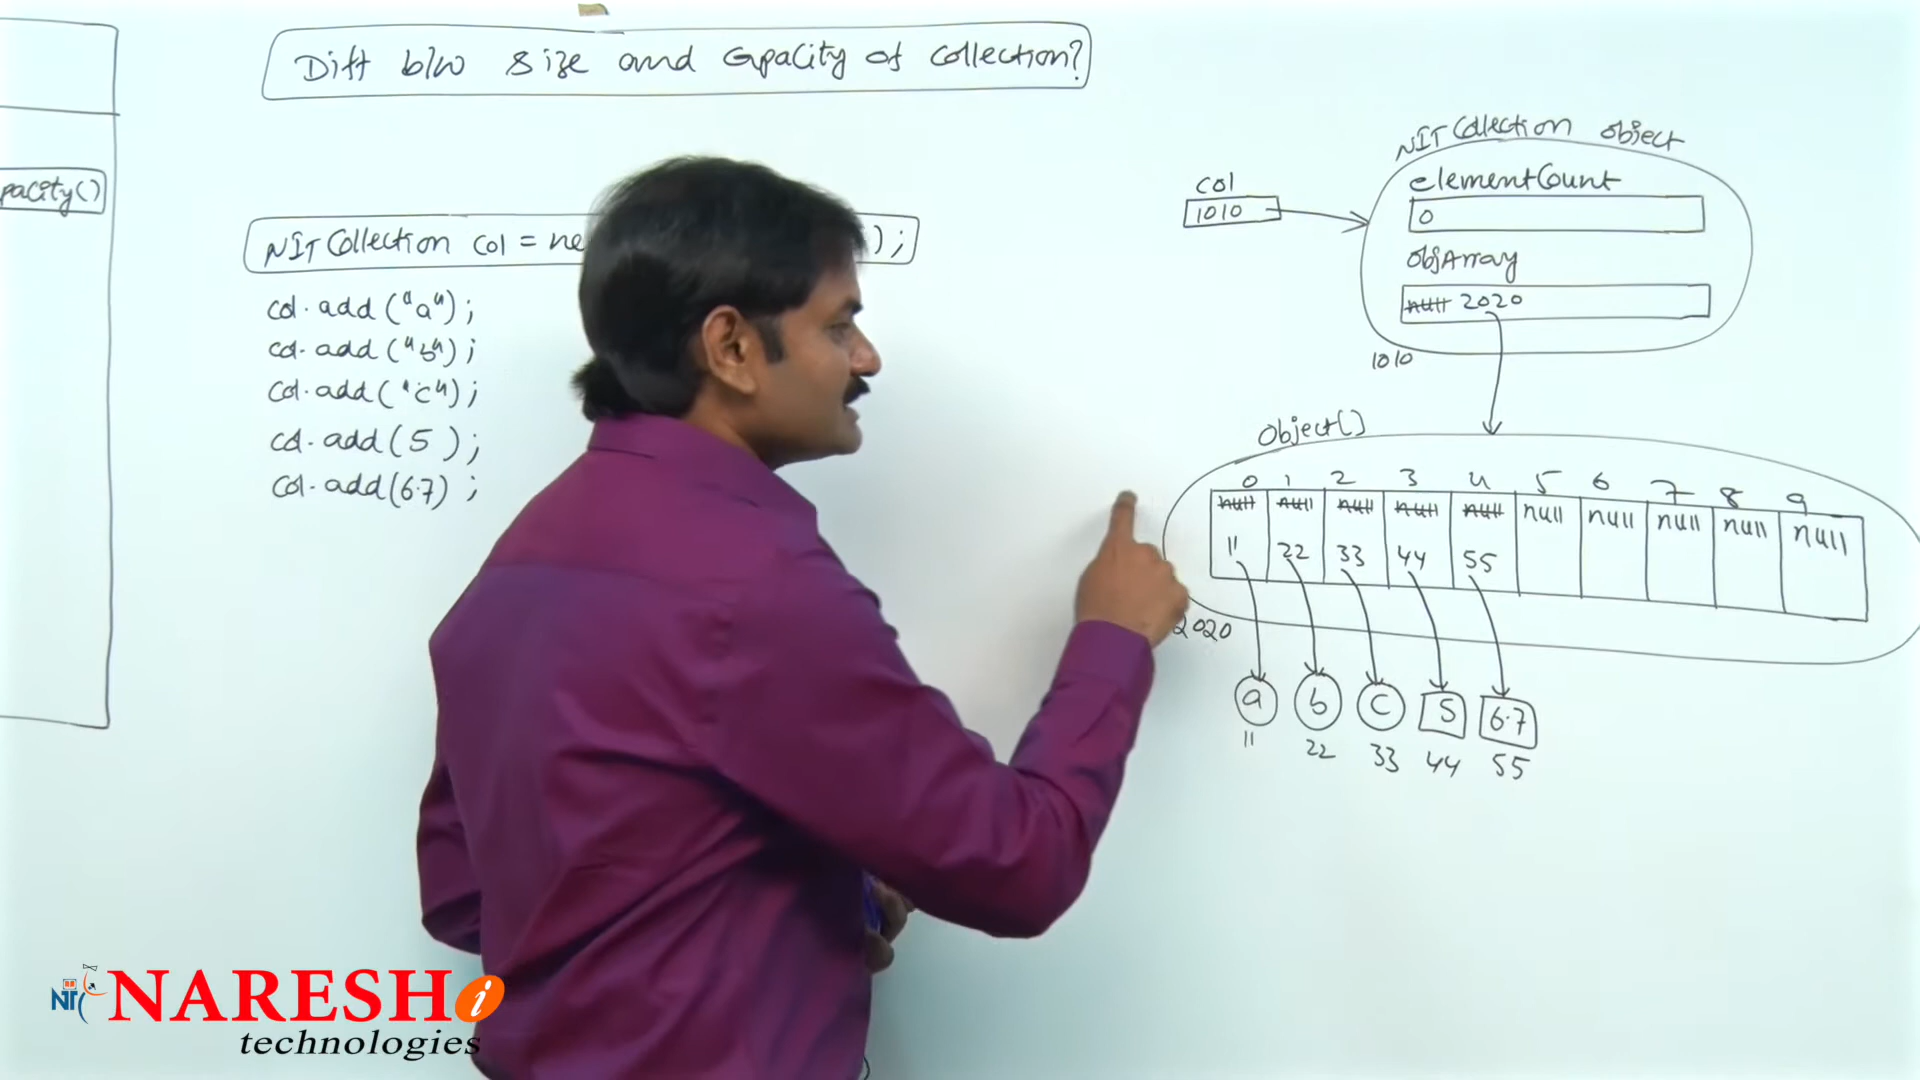 Diff b/w size and Capacity of Collection?
pacity()
NIT Collection col = ne ) ;
col.add("a");
col.add("b");
col.add("c");
col.add(5);
col.add(6.7);
NIT Collection object
col
1010
elementCount
0
objArray
null 2020
1010
Object[]
0 1 2 3 4 5 6 7 8 9
null null null null null null null null null null
11 22 33 44 55
2020
a b c 5 6.7
11 22 33 44 55
NIT NARESH i
technologies